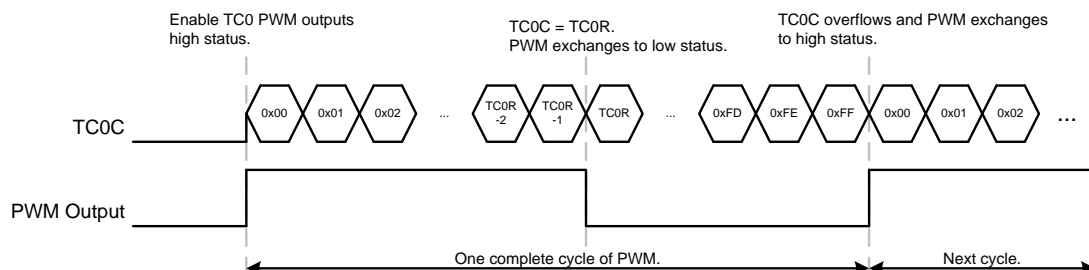 Enable TC0 PWM outputs
high status.
TC0C = TC0R.
PWM exchanges to low status.
TC0C overflows and PWM exchanges
to high status.
TC0C
0x00
0x01
0x02
...
TC0R
-2
TC0R
-1
TC0R
...
0xFD
0xFE
0xFF
0x00
0x01
0x02
...
PWM Output
One complete cycle of PWM.
Next cycle.